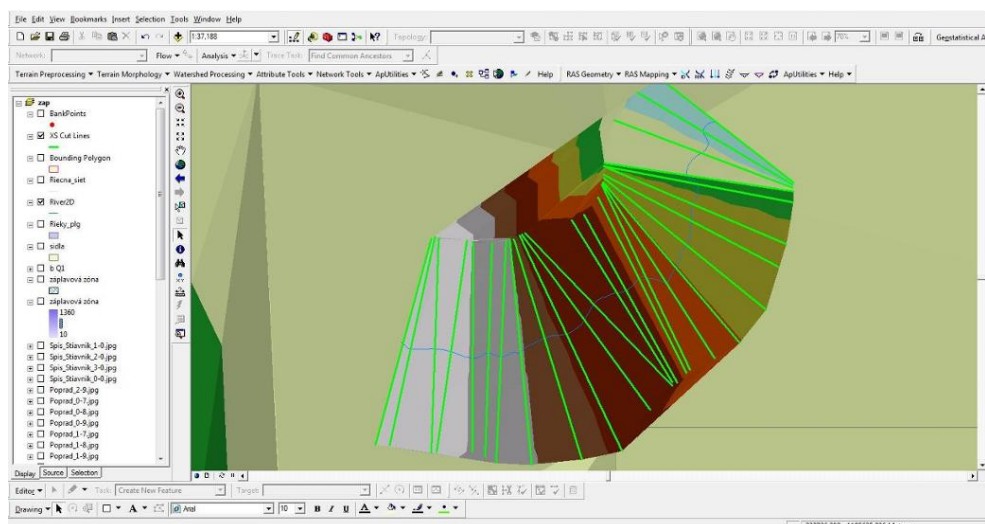 File Edit View Bookmarks Insert Selection Tools Window Help
1:37,188 Topology:
Geostatistical A
Network: Flow Analysis Trace Task: Find Common Ancestors
Terrain Preprocessing Terrain Morphology Watershed Processing Attribute Tools Network Tools ApUtilities Help RAS Geometry RAS Mapping ApUtilities Help
zap
BankPoints
XS Cut Lines
Bounding Polygon
Riecna_siet
River2D
Rieky_plg
sidla
b Q1
záplavová zóna
záplavová zóna
1360
10
Spis_Stiavnik_1-0.jpg
Spis_Stiavnik_2-0.jpg
Spis_Stiavnik_3-0.jpg
Spis_Stiavnik_0-0.jpg
Poprad_2-9.jpg
Poprad_0-7.jpg
Poprad_0-8.jpg
Poprad_0-9.jpg
Poprad_1-7.jpg
Poprad_1-8.jpg
Poprad_1-9.jpg
Display Source Selection
Editor Task: Create New Feature Target:
Drawing A Arial 10 B I U A